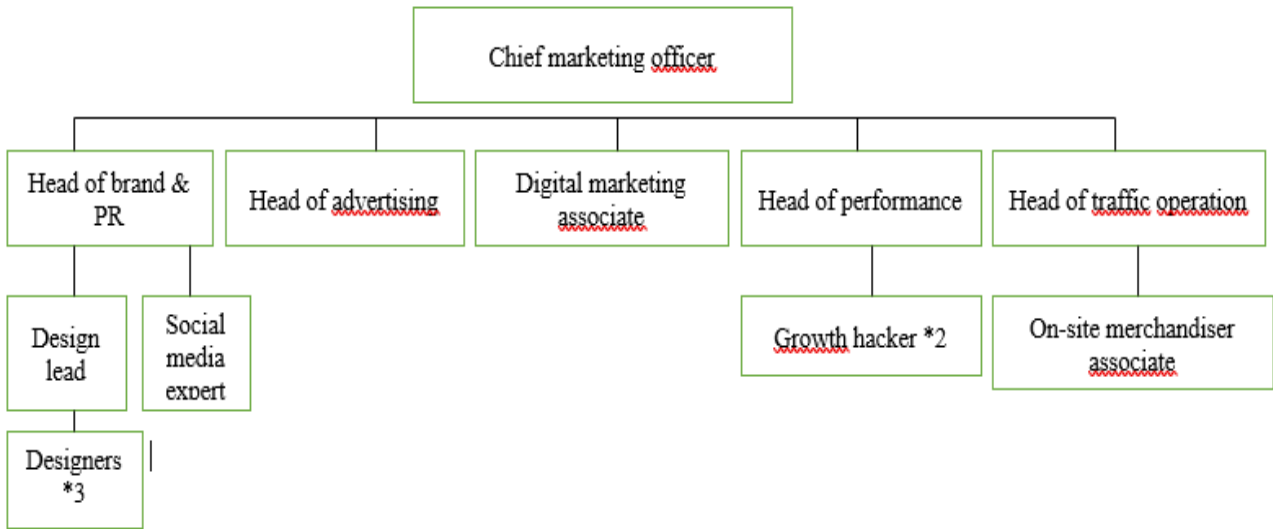 Chief marketing officer
Head of brand &
PR
Head of advertising
Digital marketing
associate
Head of performance
Head of traffic operation
Design
lead
Social
media
expert
Growth hacker *2
On-site merchandiser
associate
Designers
*3